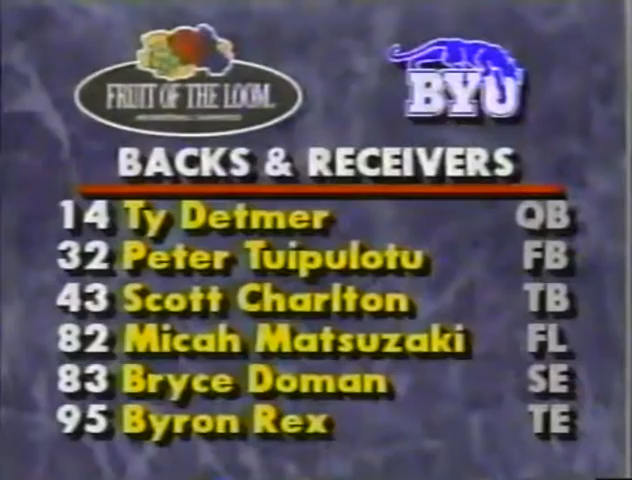 FRUIT OF THE LOOM.
BYU
BACKS & RECEIVERS
14 Ty Detmer QB
32 Peter Tuipulotu FB
43 Scott Charlton TB
82 Micah Matsuzaki FL
83 Bryce Doman SE
95 Byron Rex TE